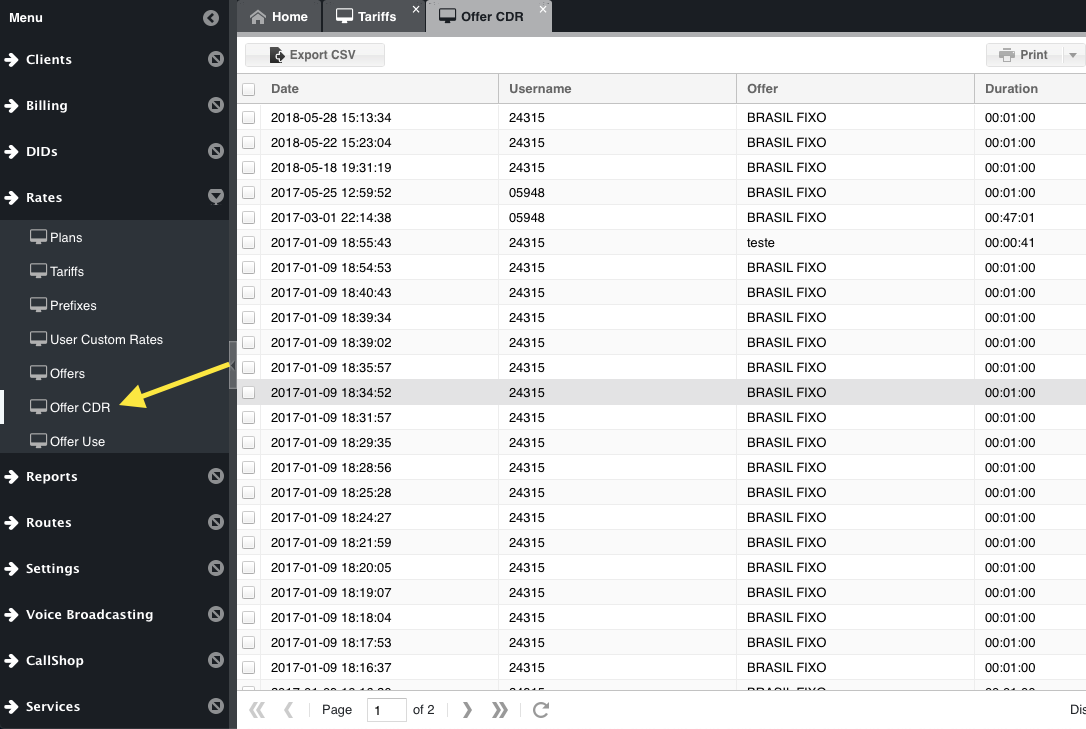 Menu
Clients
Billing
DIDs
Rates
Plans
Tariffs
Prefixes
User Custom Rates
Offers
Offer CDR
Offer Use
Reports
Routes
Settings
Voice Broadcasting
CallShop
Services
Home Tariffs Offer CDR
Export CSV Print
Date Username Offer Duration
2018-05-28 15:13:34 24315 BRASIL FIXO 00:01:00
2018-05-22 15:23:04 24315 BRASIL FIXO 00:01:00
2018-05-18 19:31:19 24315 BRASIL FIXO 00:01:00
2017-05-25 12:59:52 05948 BRASIL FIXO 00:01:00
2017-03-01 22:14:38 05948 BRASIL FIXO 00:47:01
2017-01-09 18:55:43 24315 teste 00:00:41
2017-01-09 18:54:53 24315 BRASIL FIXO 00:01:00
2017-01-09 18:40:43 24315 BRASIL FIXO 00:01:00
2017-01-09 18:39:34 24315 BRASIL FIXO 00:01:00
2017-01-09 18:39:02 24315 BRASIL FIXO 00:01:00
2017-01-09 18:35:57 24315 BRASIL FIXO 00:01:00
2017-01-09 18:34:52 24315 BRASIL FIXO 00:01:00
2017-01-09 18:31:57 24315 BRASIL FIXO 00:01:00
2017-01-09 18:29:35 24315 BRASIL FIXO 00:01:00
2017-01-09 18:28:56 24315 BRASIL FIXO 00:01:00
2017-01-09 18:25:28 24315 BRASIL FIXO 00:01:00
2017-01-09 18:24:27 24315 BRASIL FIXO 00:01:00
2017-01-09 18:21:59 24315 BRASIL FIXO 00:01:00
2017-01-09 18:20:05 24315 BRASIL FIXO 00:01:00
2017-01-09 18:19:07 24315 BRASIL FIXO 00:01:00
2017-01-09 18:18:04 24315 BRASIL FIXO 00:01:00
2017-01-09 18:17:53 24315 BRASIL FIXO 00:01:00
2017-01-09 18:16:37 24315 BRASIL FIXO 00:01:00
Page 1 of 2 Dis